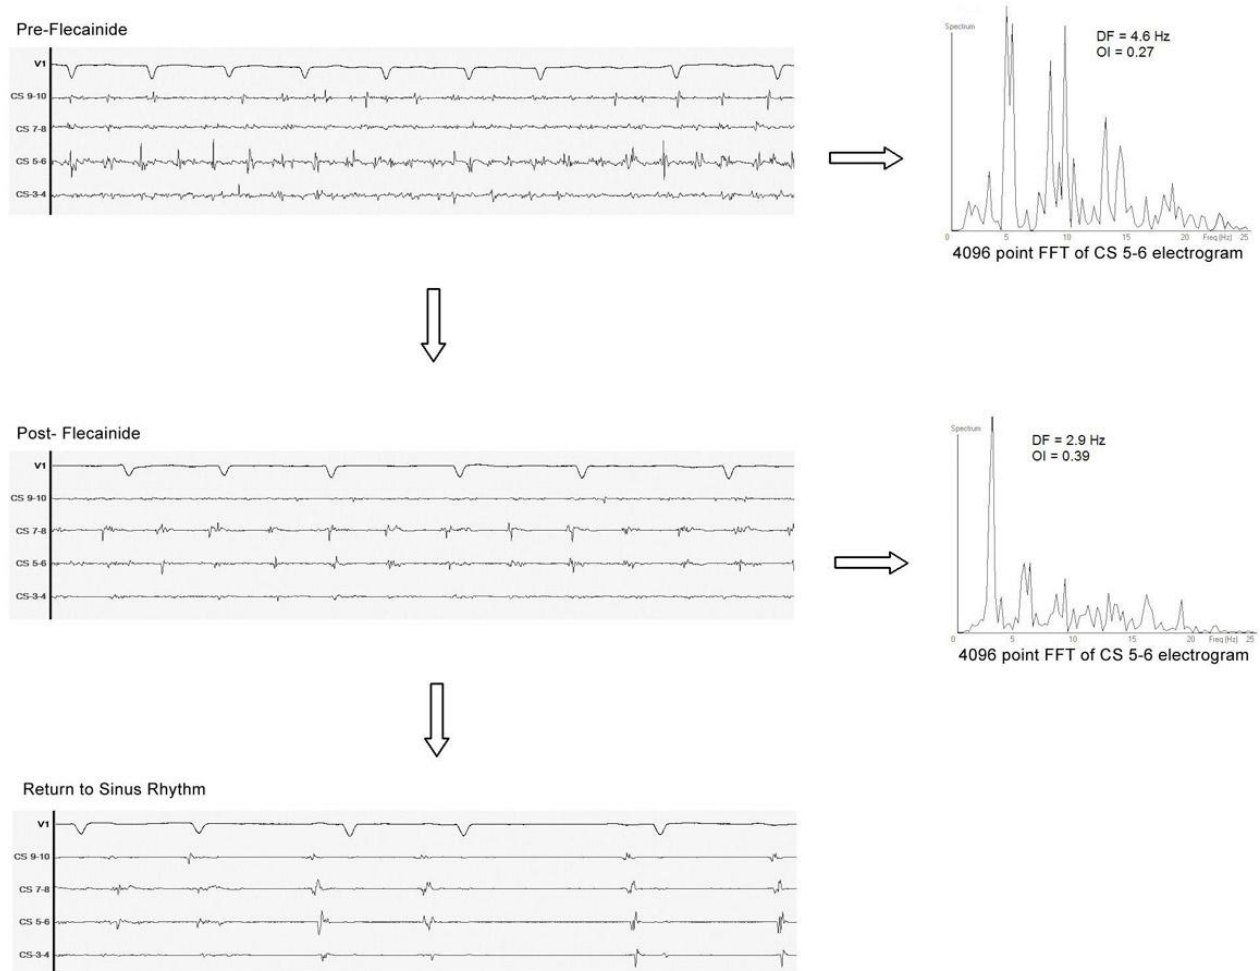 Pre-Flecainide
V1
CS 9-10
CS 7-8
CS 5-6
CS-3-4
Spectrum
DF = 4.6 Hz
OI = 0.27
0 5 10 15 20 Freq (Hz) 25
4096 point FFT of CS 5-6 electrogram
Post- Flecainide
V1
CS 9-10
CS 7-8
CS 5-6
CS-3-4
Spectrum
DF = 2.9 Hz
OI = 0.39
0 5 10 15 20 Freq (Hz) 25
4096 point FFT of CS 5-6 electrogram
Return to Sinus Rhythm
V1
CS 9-10
CS 7-8
CS 5-6
CS-3-4